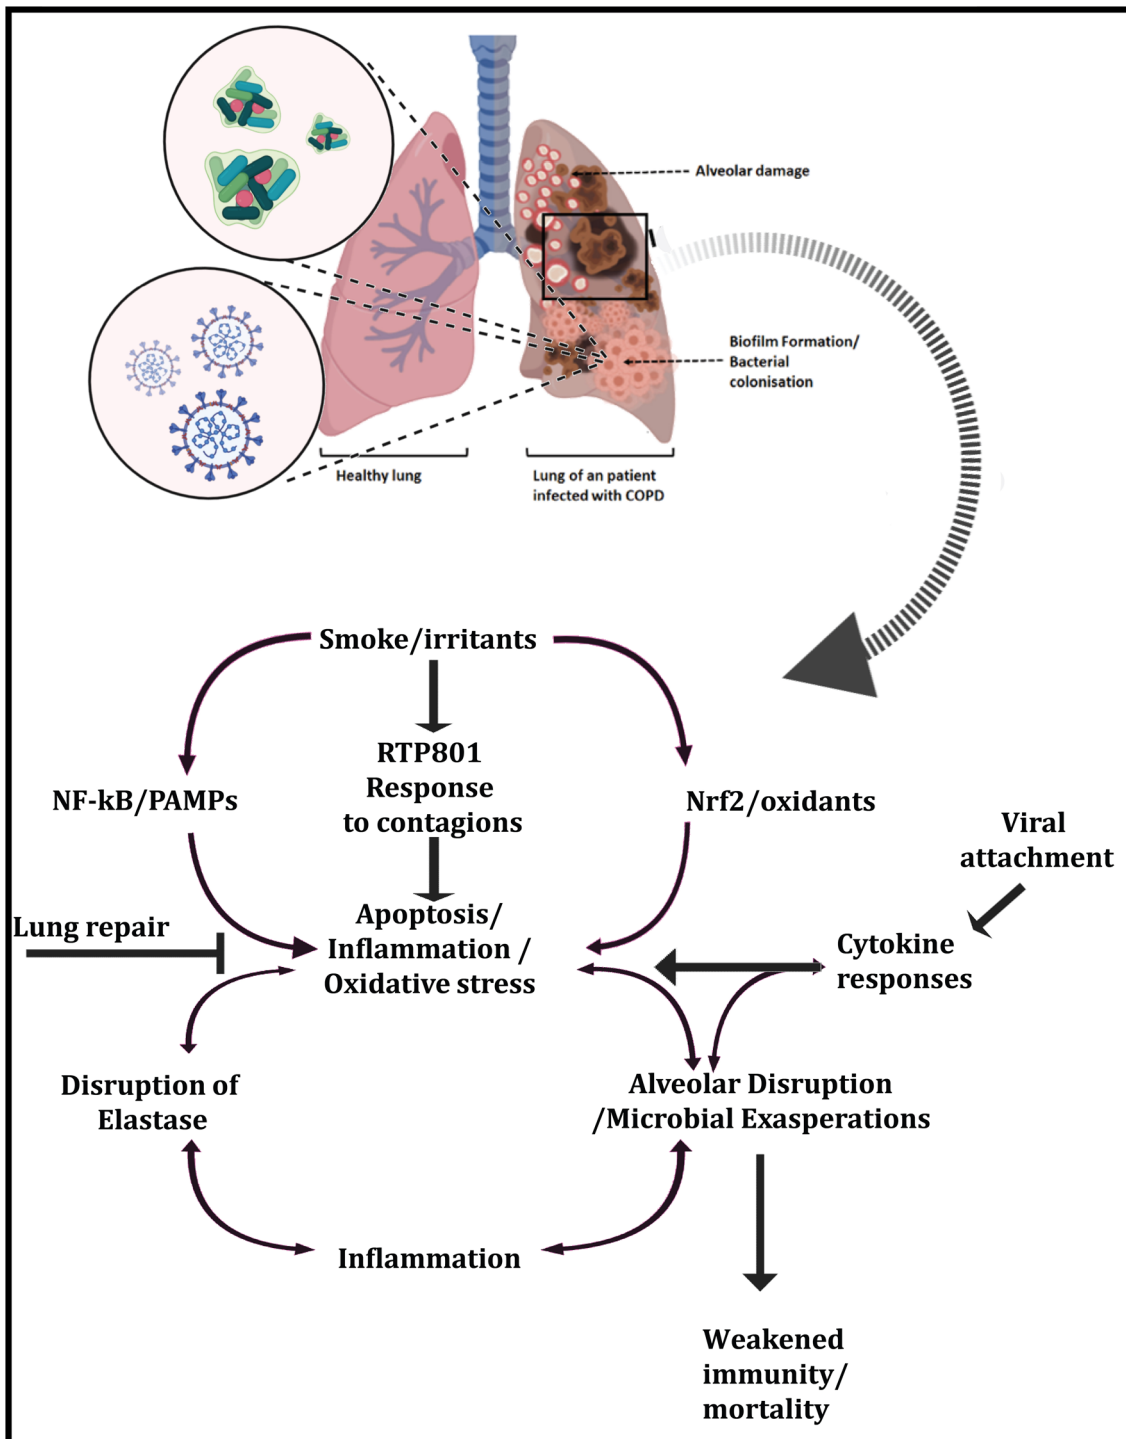 Alveolar damage
Biofilm Formation/
Bacterial
colonisation
Healthy lung
Lung of an patient
infected with COPD
Smoke/irritants
RTP801
Response
to contagions
NF-kB/PAMPs
Nrf2/oxidants
Viral
attachment
Lung repair
Apoptosis/
Inflammation /
Oxidative stress
Cytokine
responses
Disruption of
Elastase
Alveolar Disruption
/Microbial Exasperations
Inflammation
Weakened
immunity/
mortality